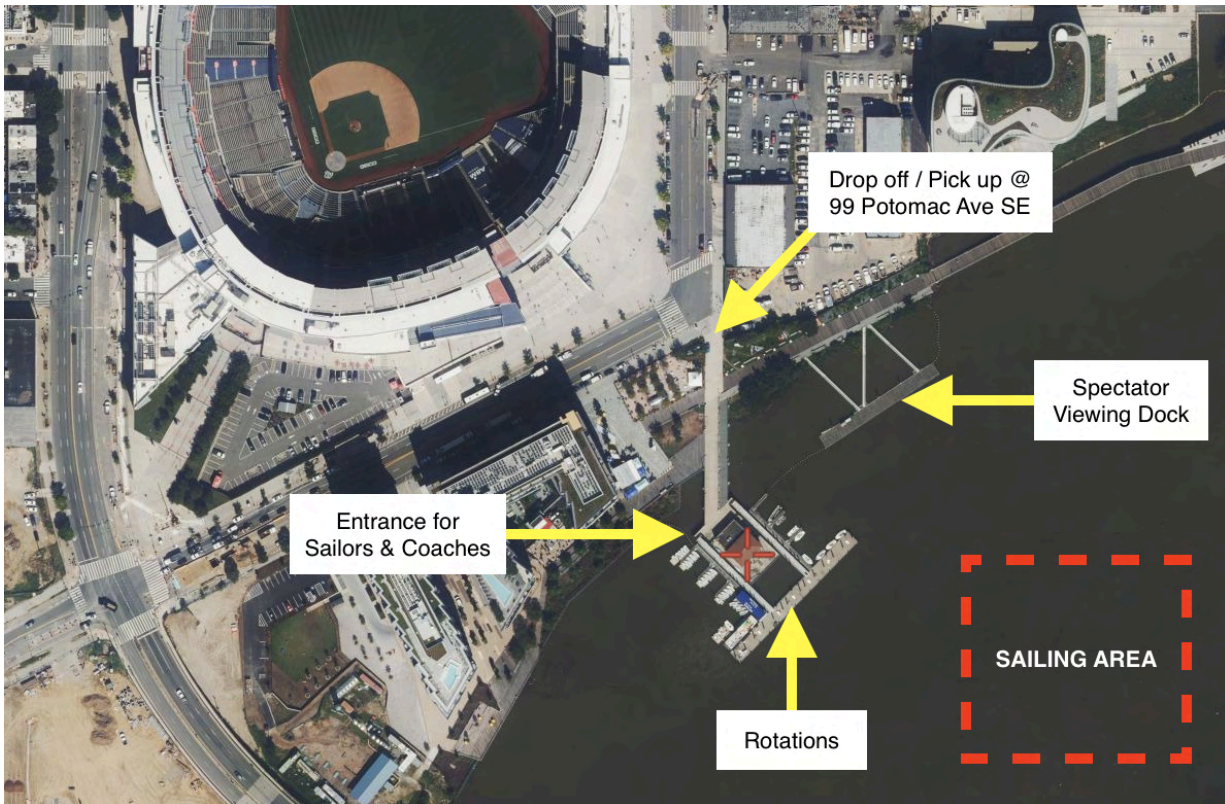 Drop off / Pick up @
99 Potomac Ave SE
Spectator
Viewing Dock
Entrance for
Sailors & Coaches
SAILING AREA
Rotations